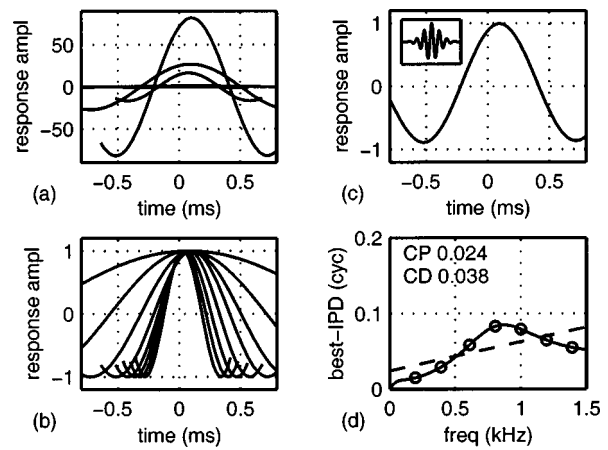 response ampl
50
0
−50
−0.5 0 0.5
(a)
time (ms)
response ampl
1
0
−1
−0.5 0 0.5
(c)
time (ms)
response ampl
1
0
−1
−0.5 0 0.5
(b)
time (ms)
best−IPD (cyc)
0.2
0.1
0
CP 0.024
CD 0.038
0 0.5 1 1.5
(d)
freq (kHz)